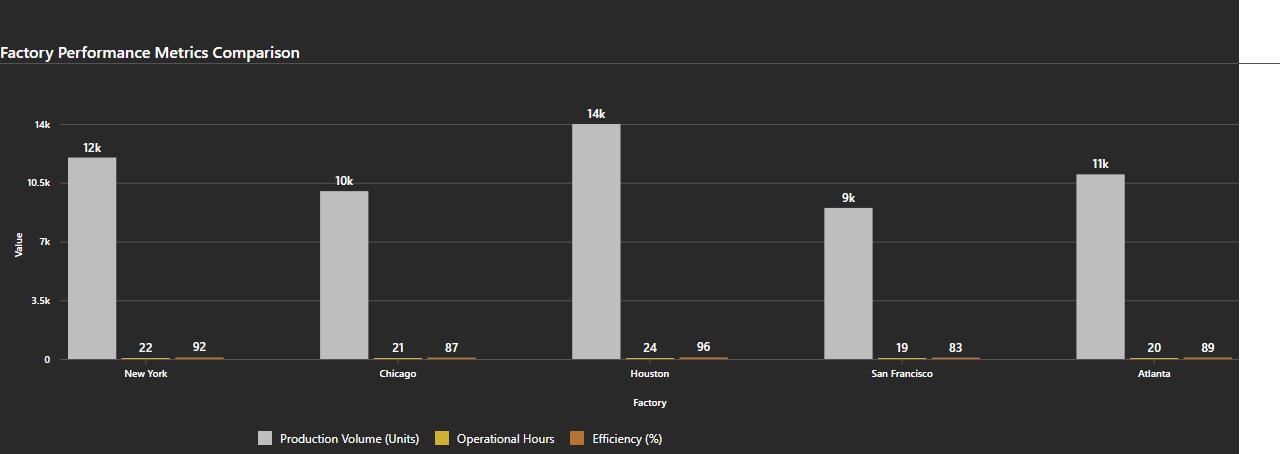 Factory Performance Metrics Comparison
14k
10.5k
7k
3.5k
0
Value
12k
22
92
10k
21
87
14k
24
96
9k
19
83
11k
20
89
New York
Chicago
Houston
San Francisco
Atlanta
Factory
Production Volume (Units)
Operational Hours
Efficiency (%)